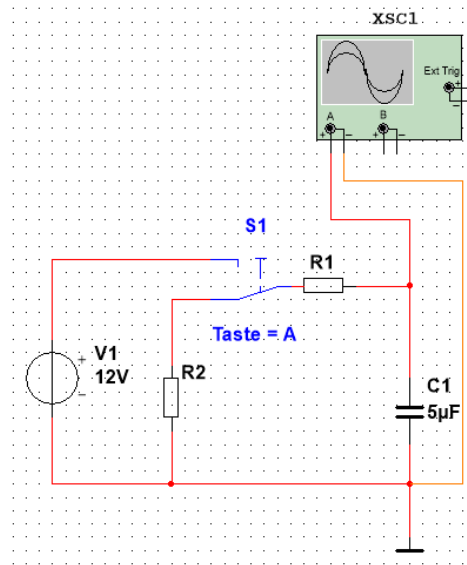 XSC1
Ext Trig
+
−
A
B
+ −
+ −
S1
R1
Taste = A
V1
12V
+
−
R2
C1
5µF